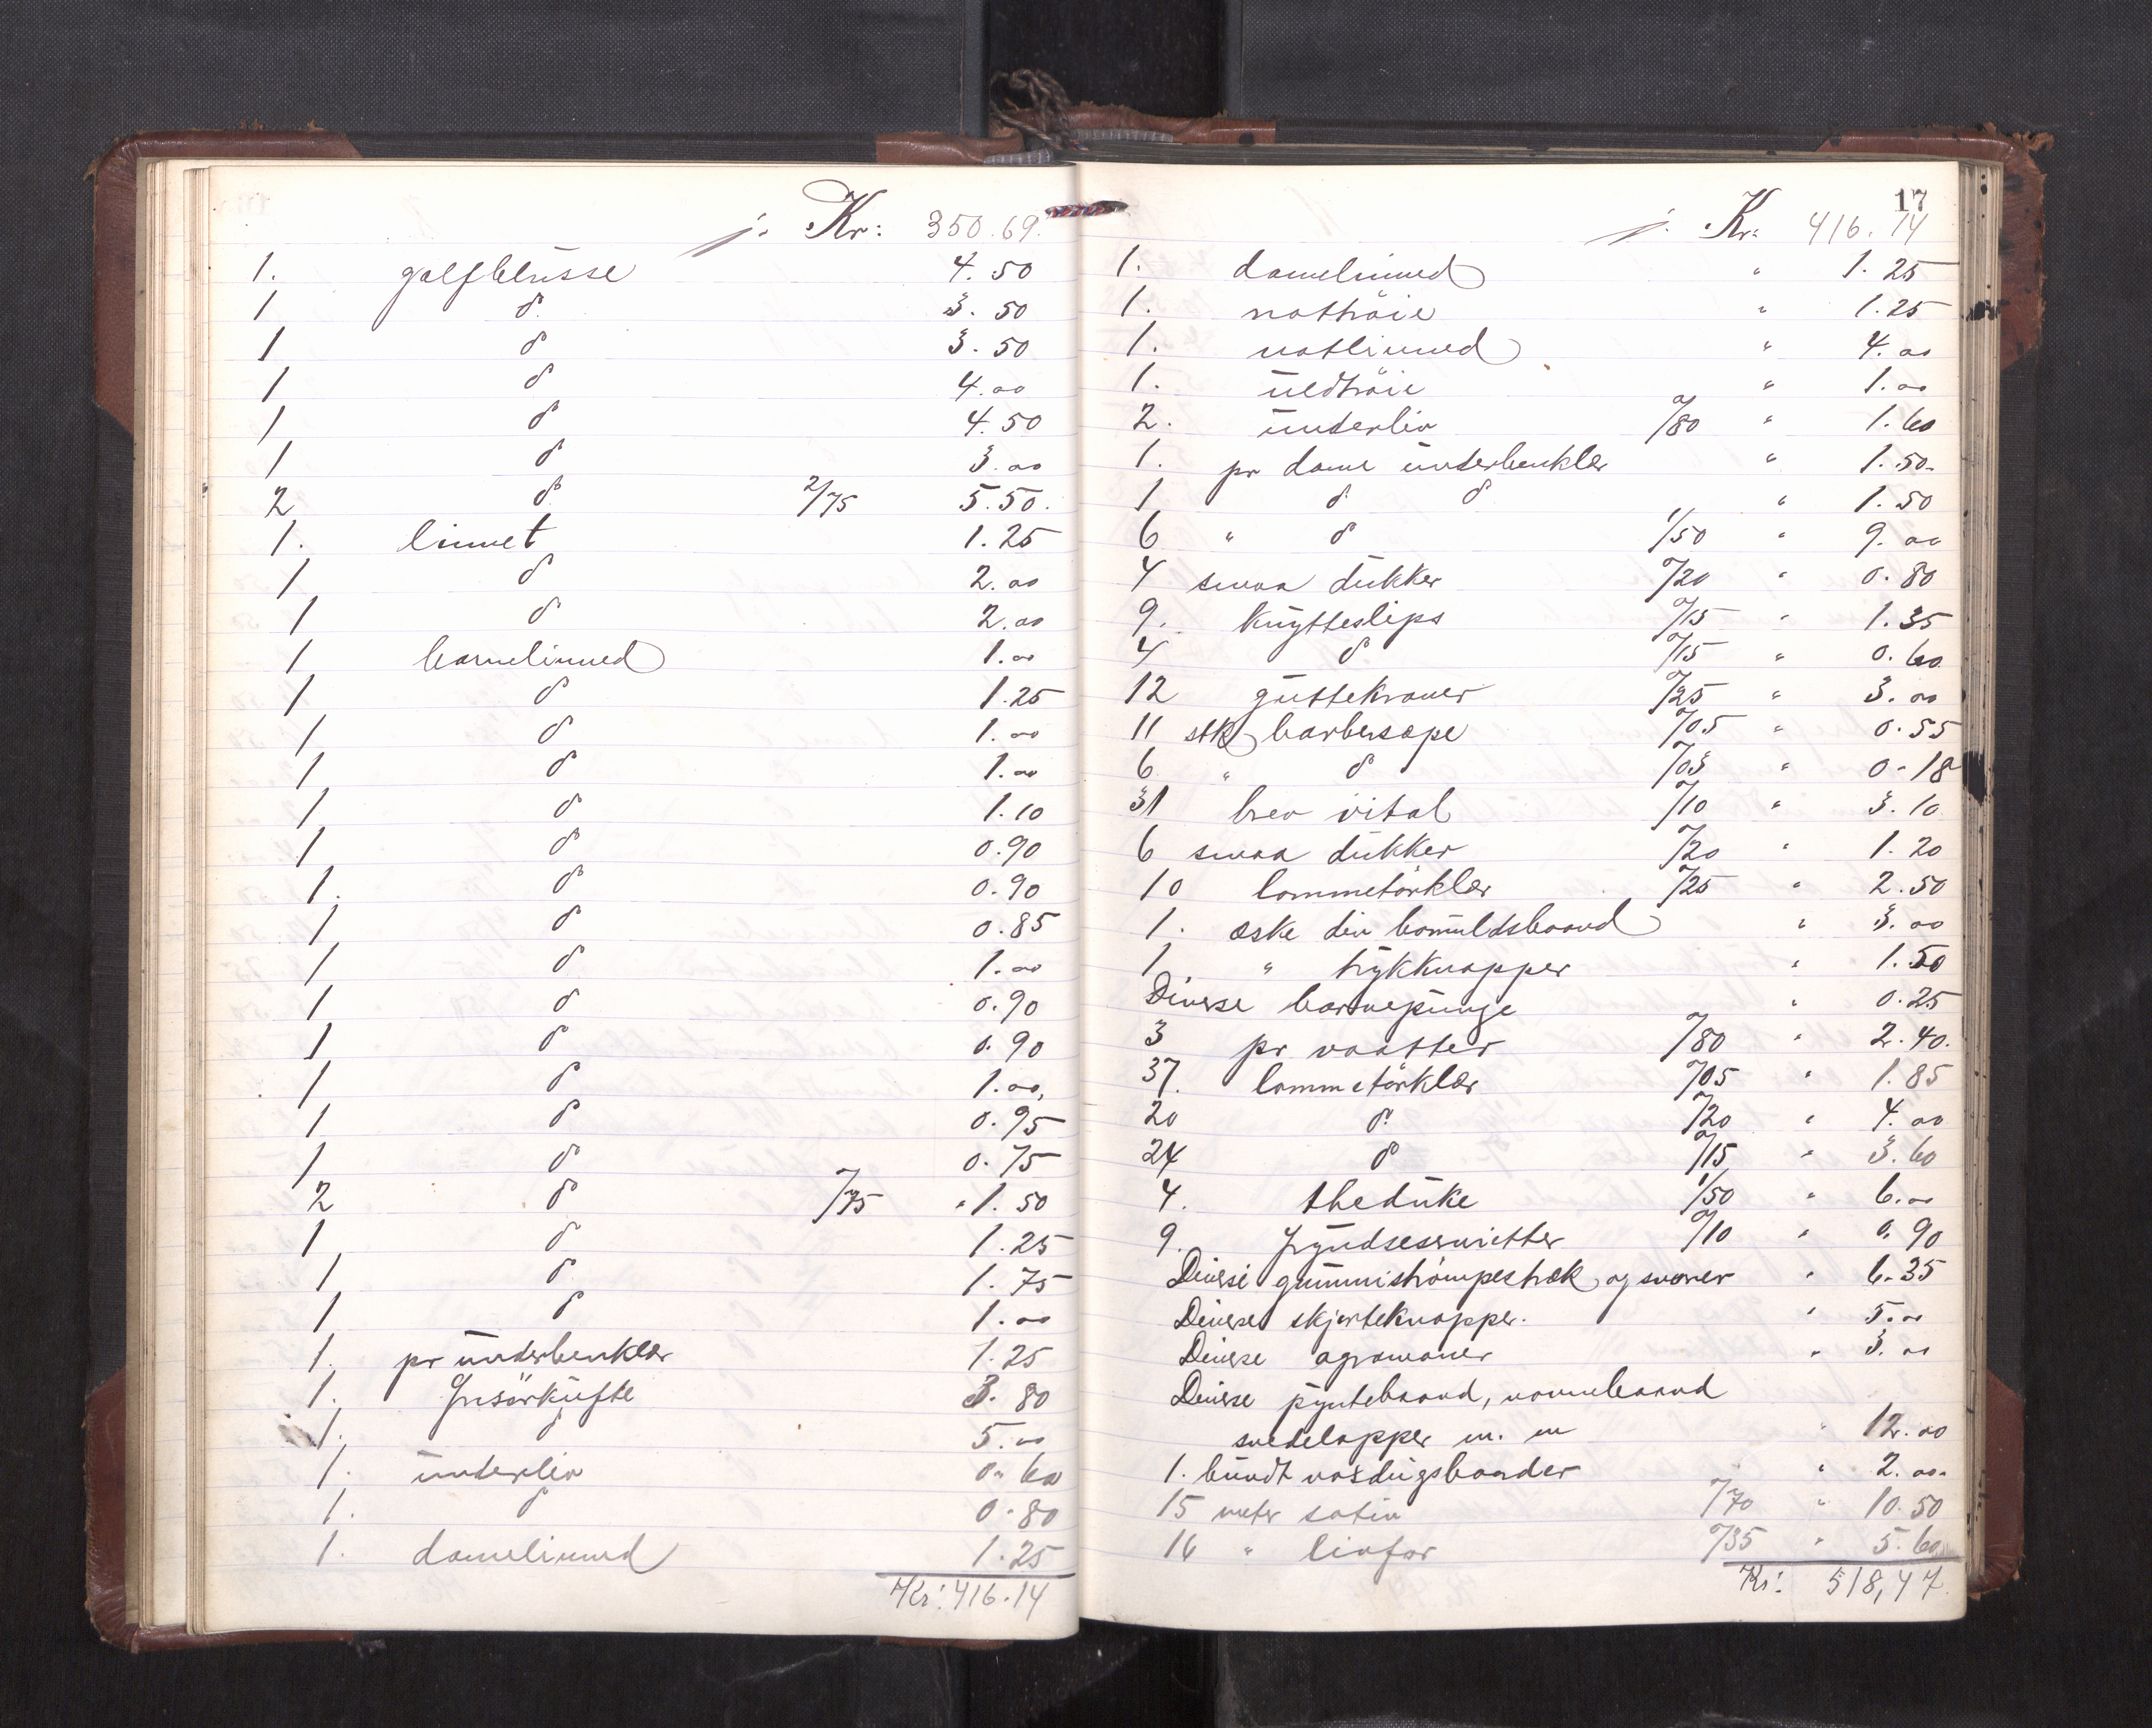 Kr: 350.69.
1. golfblusse 4.50
1 do 3.50
1 do 3.50
1 do 4.00
1 do 4.50
1 do 3.00
2 do 2/75 5.50.
1. linnet 1.25
1 do 2.00
1 do 2.00
1 barnelinned 1.00
1 do 1.25
1 do 1.00
1 do 1.00
1 do 1.10
1 do 0.90
1. do 0.90
1 do 0.85
1 do 1.00
1 do 0.90
1 do 0.90
1 do 1.00,
1 do 0.95
1 do 0.75
2 do 0/75 " 1.50
1 do 1.25
1 do 1.75
1 do 1.00
1. pr underbenklær 1.25
1. frisörkufte 3.80
1. do 5.00
1. underliv 0.60
1. do 0.80
1. damelinned 1.25
Kr: 416.14
17
Kr: 416.14
1. damelinned " 1.25
1. nattröie " 1.25
1. natlinned " 4.00
1. uldtröie " 1.00
2. underliv 0/80 " 1.60
1. pr dame underbenklær " 1.50
1 do do " 1.50
6 " do 1/50 " 9.00
4 smaa dukker 0/20 " 0.80
9. knytteslips 0/15 " 1.35
4 do 0/15 " 0.60
12 guttekraver 0/25 " 3.00
11 stk barbersæpe 0/05 " 0.55
6 " do 0/03 " 0.18
31 brev vital 0/10 " 3.10
6 smaa dukker 0/20 " 1.20
10 lommetörklær 0/25 " 2.50
1. æske div bomuldsbaand " 3.00
1 " trykknapper " 1.50
Diverse barnepunge " 0.25
3 pr vaatter 0/80 " 2.40.
37. lommetörklær 0/05 " 1.85
20 do 0/20 " 4.00
24 do 0/15 " 3.60
4. theduke 1/50 " 6.00
9. fryndseservietter 0/10 " 0.90
Diverse gummiströmpestræk og svover " 6.35
Diverse skjorteknapper. " 5.00
Diverse agramaner " 3.00
Diverse pyntebaand, navnebaand
svedelapper m. m " 12.00
1. bundt voxdugsbaander " 2.00.
15 meter satin 0/70 " 10.50
16 " livfor 0/35 " 5.60
Kr: 518,47.